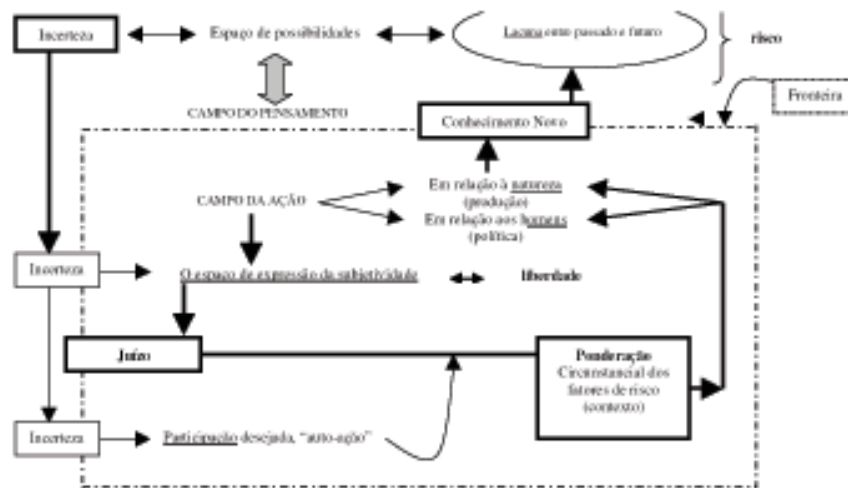 Incerteza
Espaço de possibilidades
Lacuna entre passado e futuro
risco
Fronteira
CAMPO DO PENSAMENTO
Conhecimento Novo
CAMPO DA AÇÃO
Em relação à natureza
(produção)
Em relação aos homens
(política)
Incerteza
O espaço de expressão da subjetividade
liberdade
Juízo
Ponderação
Circunstancial dos
fatores de risco
(contexto)
Incerteza
Participação desejada, “auto-ação”